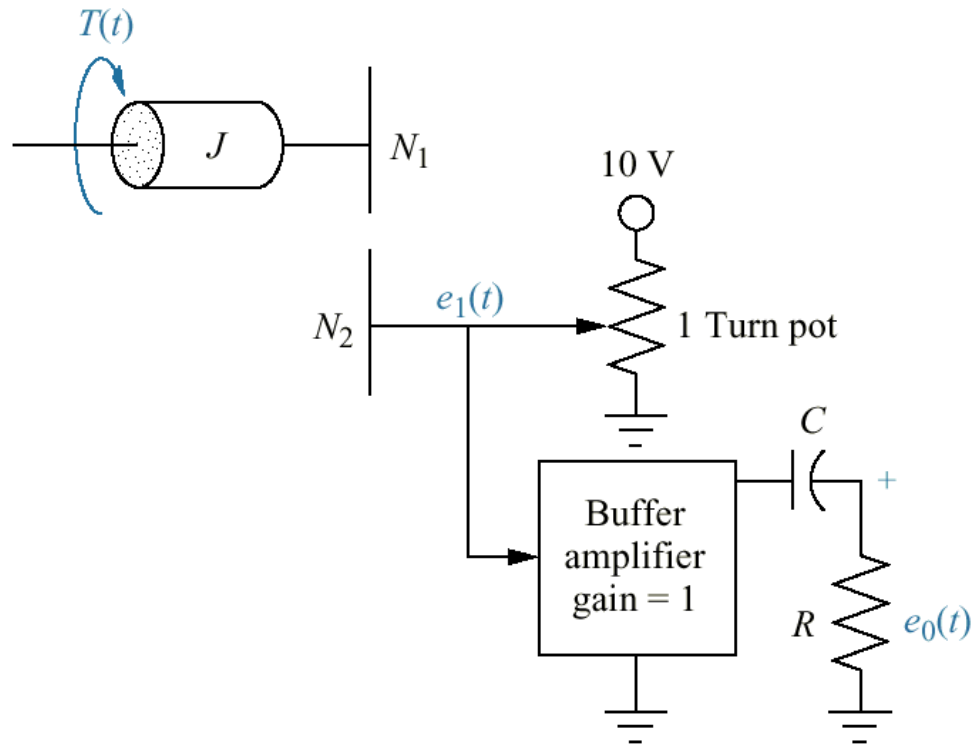 T(t)
J
N₁
10 V
e₁(t)
N₂
1 Turn pot
C
+
Buffer
amplifier
gain = 1
R
e₀(t)